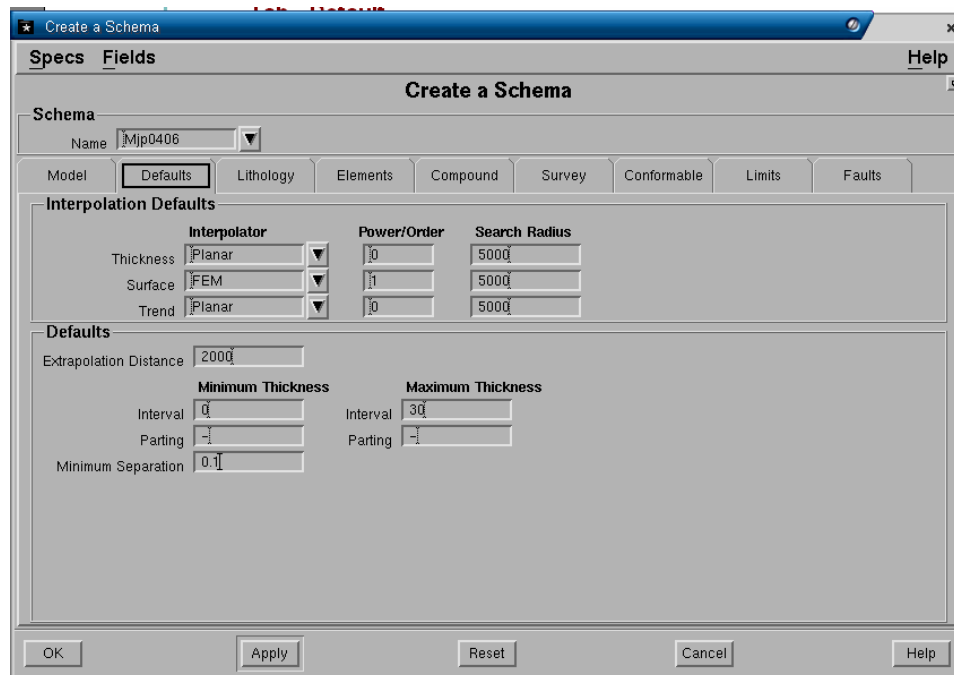 Create a Schema
Specs Fields Help
Create a Schema
Schema
Name Mjp0406
Model Defaults Lithology Elements Compound Survey Conformable Limits Faults
Interpolation Defaults
Interpolator Power/Order Search Radius
Thickness Planar 0 5000
Surface FEM 1 5000
Trend Planar 0 5000
Defaults
Extrapolation Distance 2000
Minimum Thickness Maximum Thickness
Interval 0 Interval 30
Parting - Parting -
Minimum Separation 0.1
OK Apply Reset Cancel Help